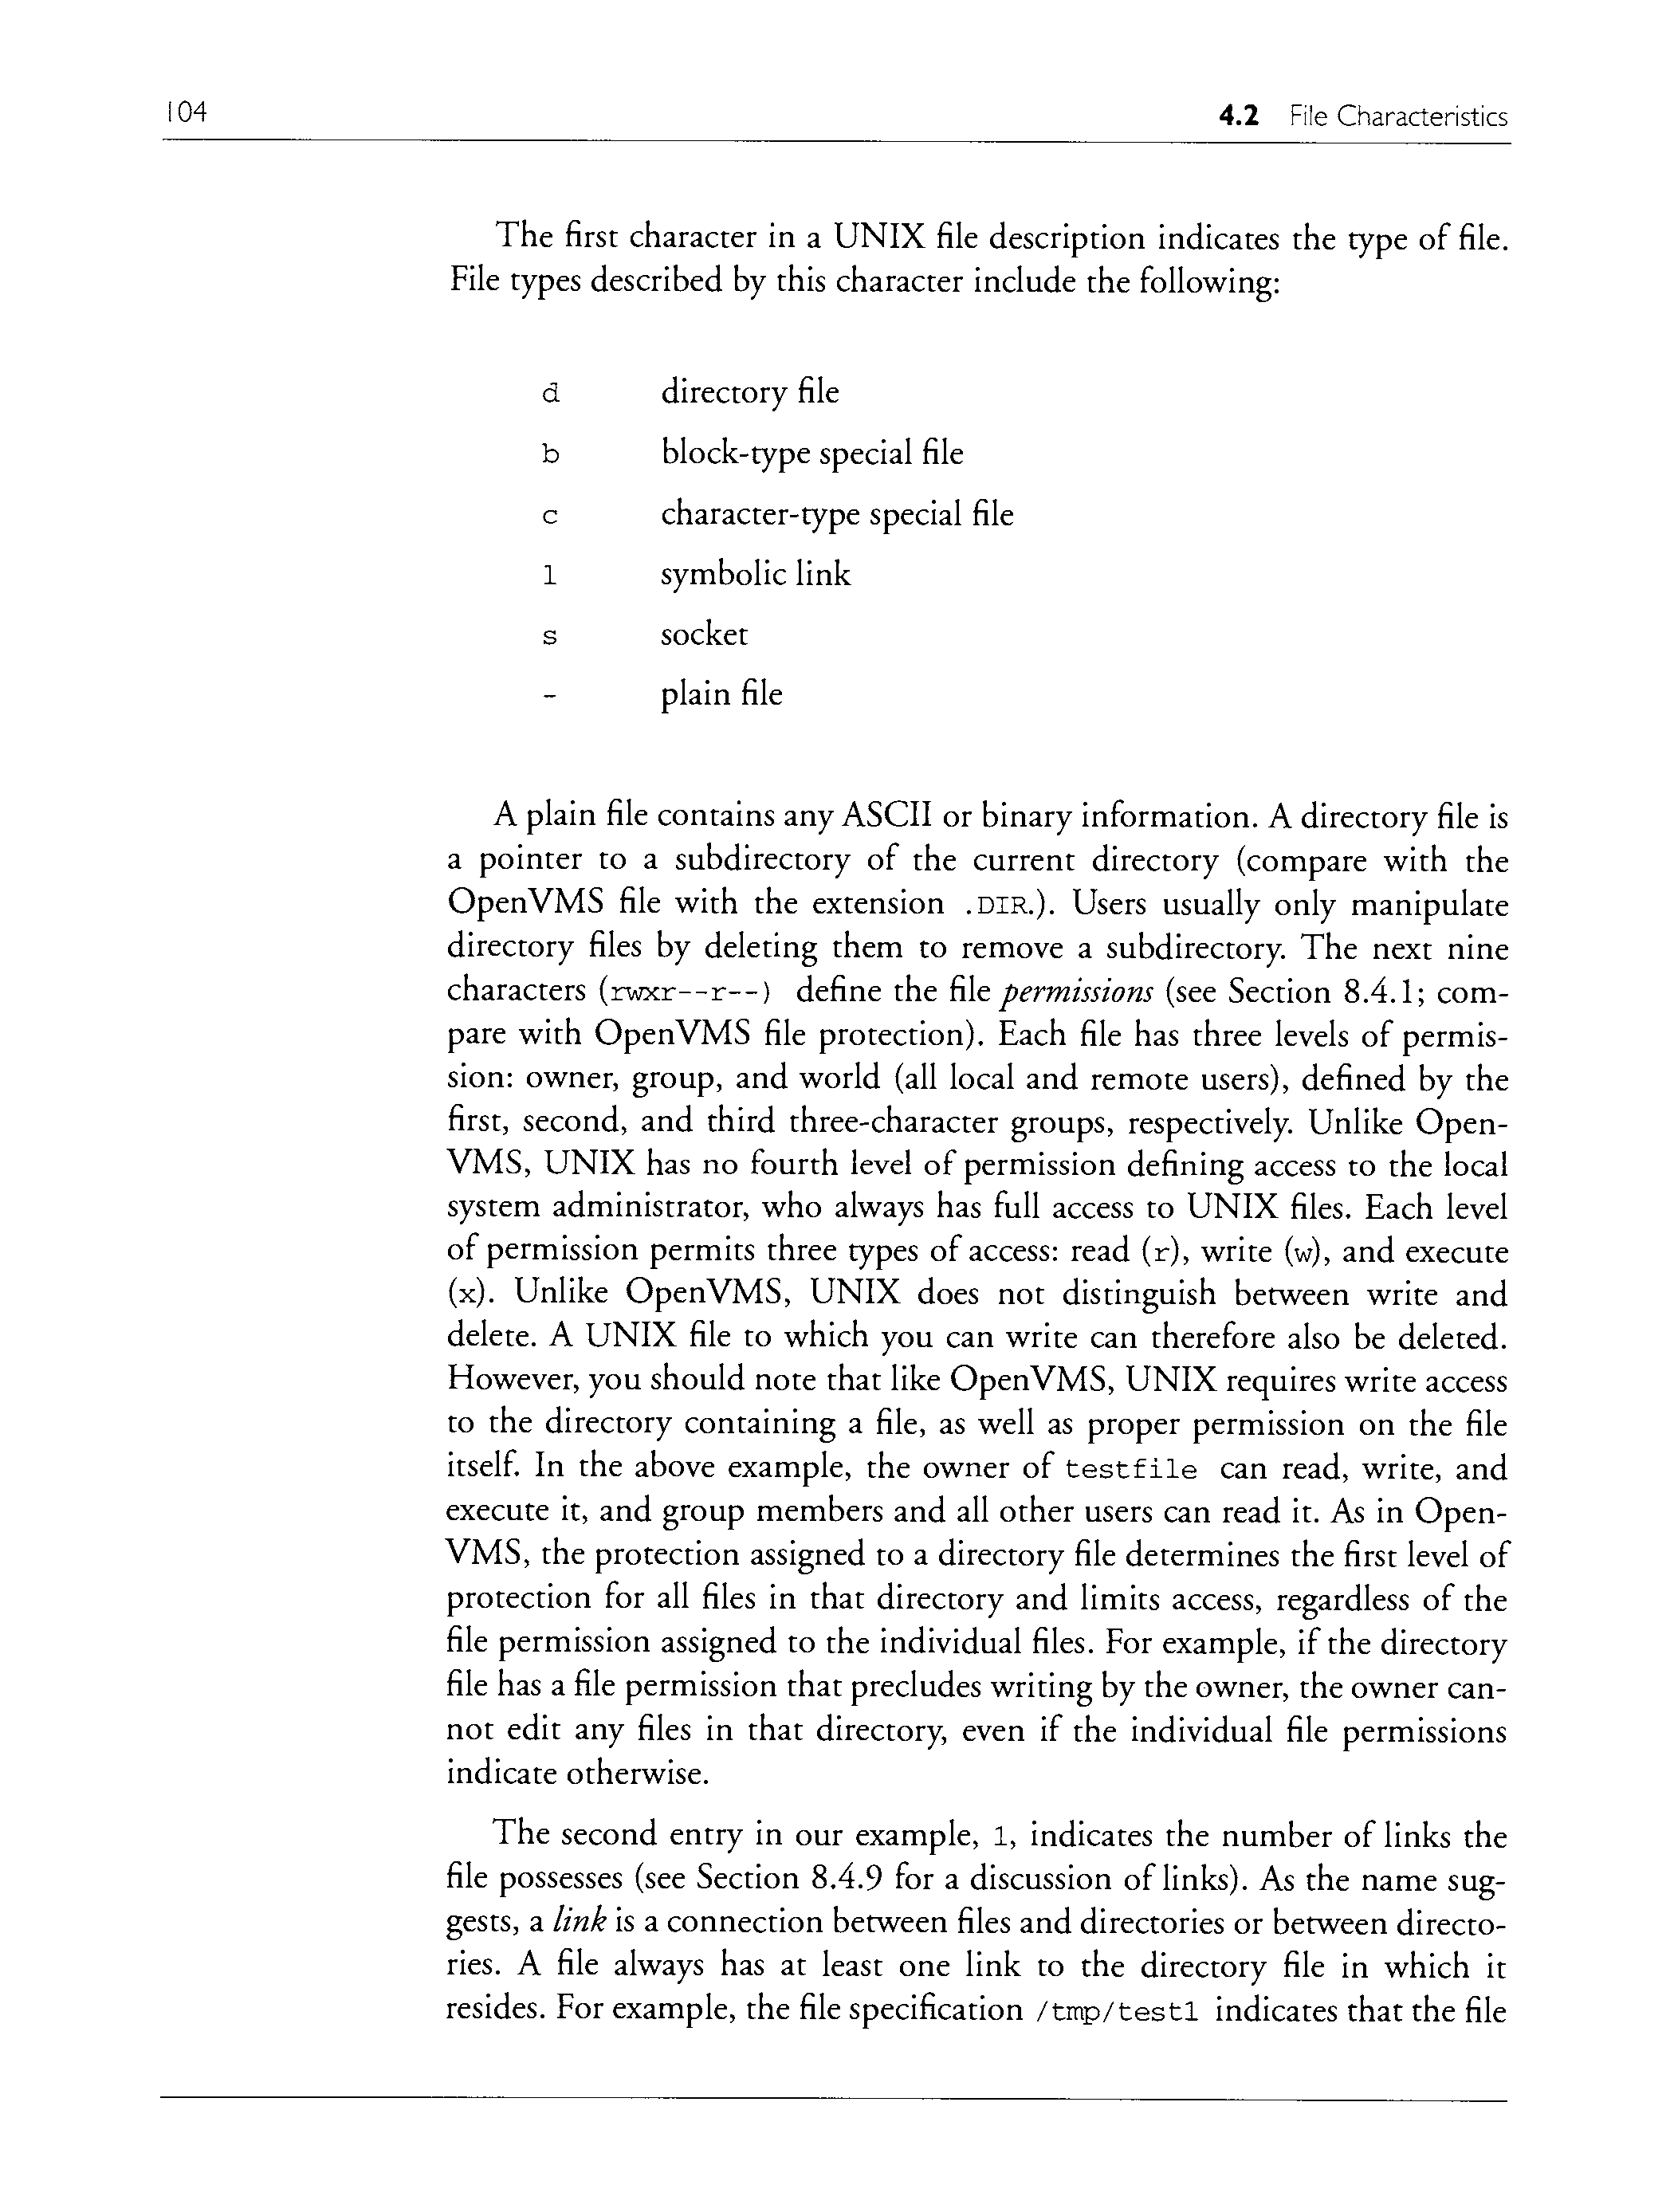 104
4.2 File Characteristics
The first character in a UNIX file description indicates the type of file.
File types described by this character include the following:
d directory file
b block-type special file
c character-type special file
l symbolic link
s socket
- plain file
A plain file contains any ASCII or binary information. A directory file is
a pointer to a subdirectory of the current directory (compare with the
OpenVMS file with the extension .DIR.). Users usually only manipulate
directory files by deleting them to remove a subdirectory. The next nine
characters (rwxr--r--) define the file permissions (see Section 8.4.1; com-
pare with OpenVMS file protection). Each file has three levels of permis-
sion: owner, group, and world (all local and remote users), defined by the
first, second, and third three-character groups, respectively. Unlike Open-
VMS, UNIX has no fourth level of permission defining access to the local
system administrator, who always has full access to UNIX files. Each level
of permission permits three types of access: read (r), write (w), and execute
(x). Unlike OpenVMS, UNIX does not distinguish between write and
delete. A UNIX file to which you can write can therefore also be deleted.
However, you should note that like OpenVMS, UNIX requires write access
to the directory containing a file, as well as proper permission on the file
itself. In the above example, the owner of testfile can read, write, and
execute it, and group members and all other users can read it. As in Open-
VMS, the protection assigned to a directory file determines the first level of
protection for all files in that directory and limits access, regardless of the
file permission assigned to the individual files. For example, if the directory
file has a file permission that precludes writing by the owner, the owner can-
not edit any files in that directory, even if the individual file permissions
indicate otherwise.
The second entry in our example, 1, indicates the number of links the
file possesses (see Section 8.4.9 for a discussion of links). As the name sug-
gests, a link is a connection between files and directories or between directo-
ries. A file always has at least one link to the directory file in which it
resides. For example, the file specification /tmp/test1 indicates that the file